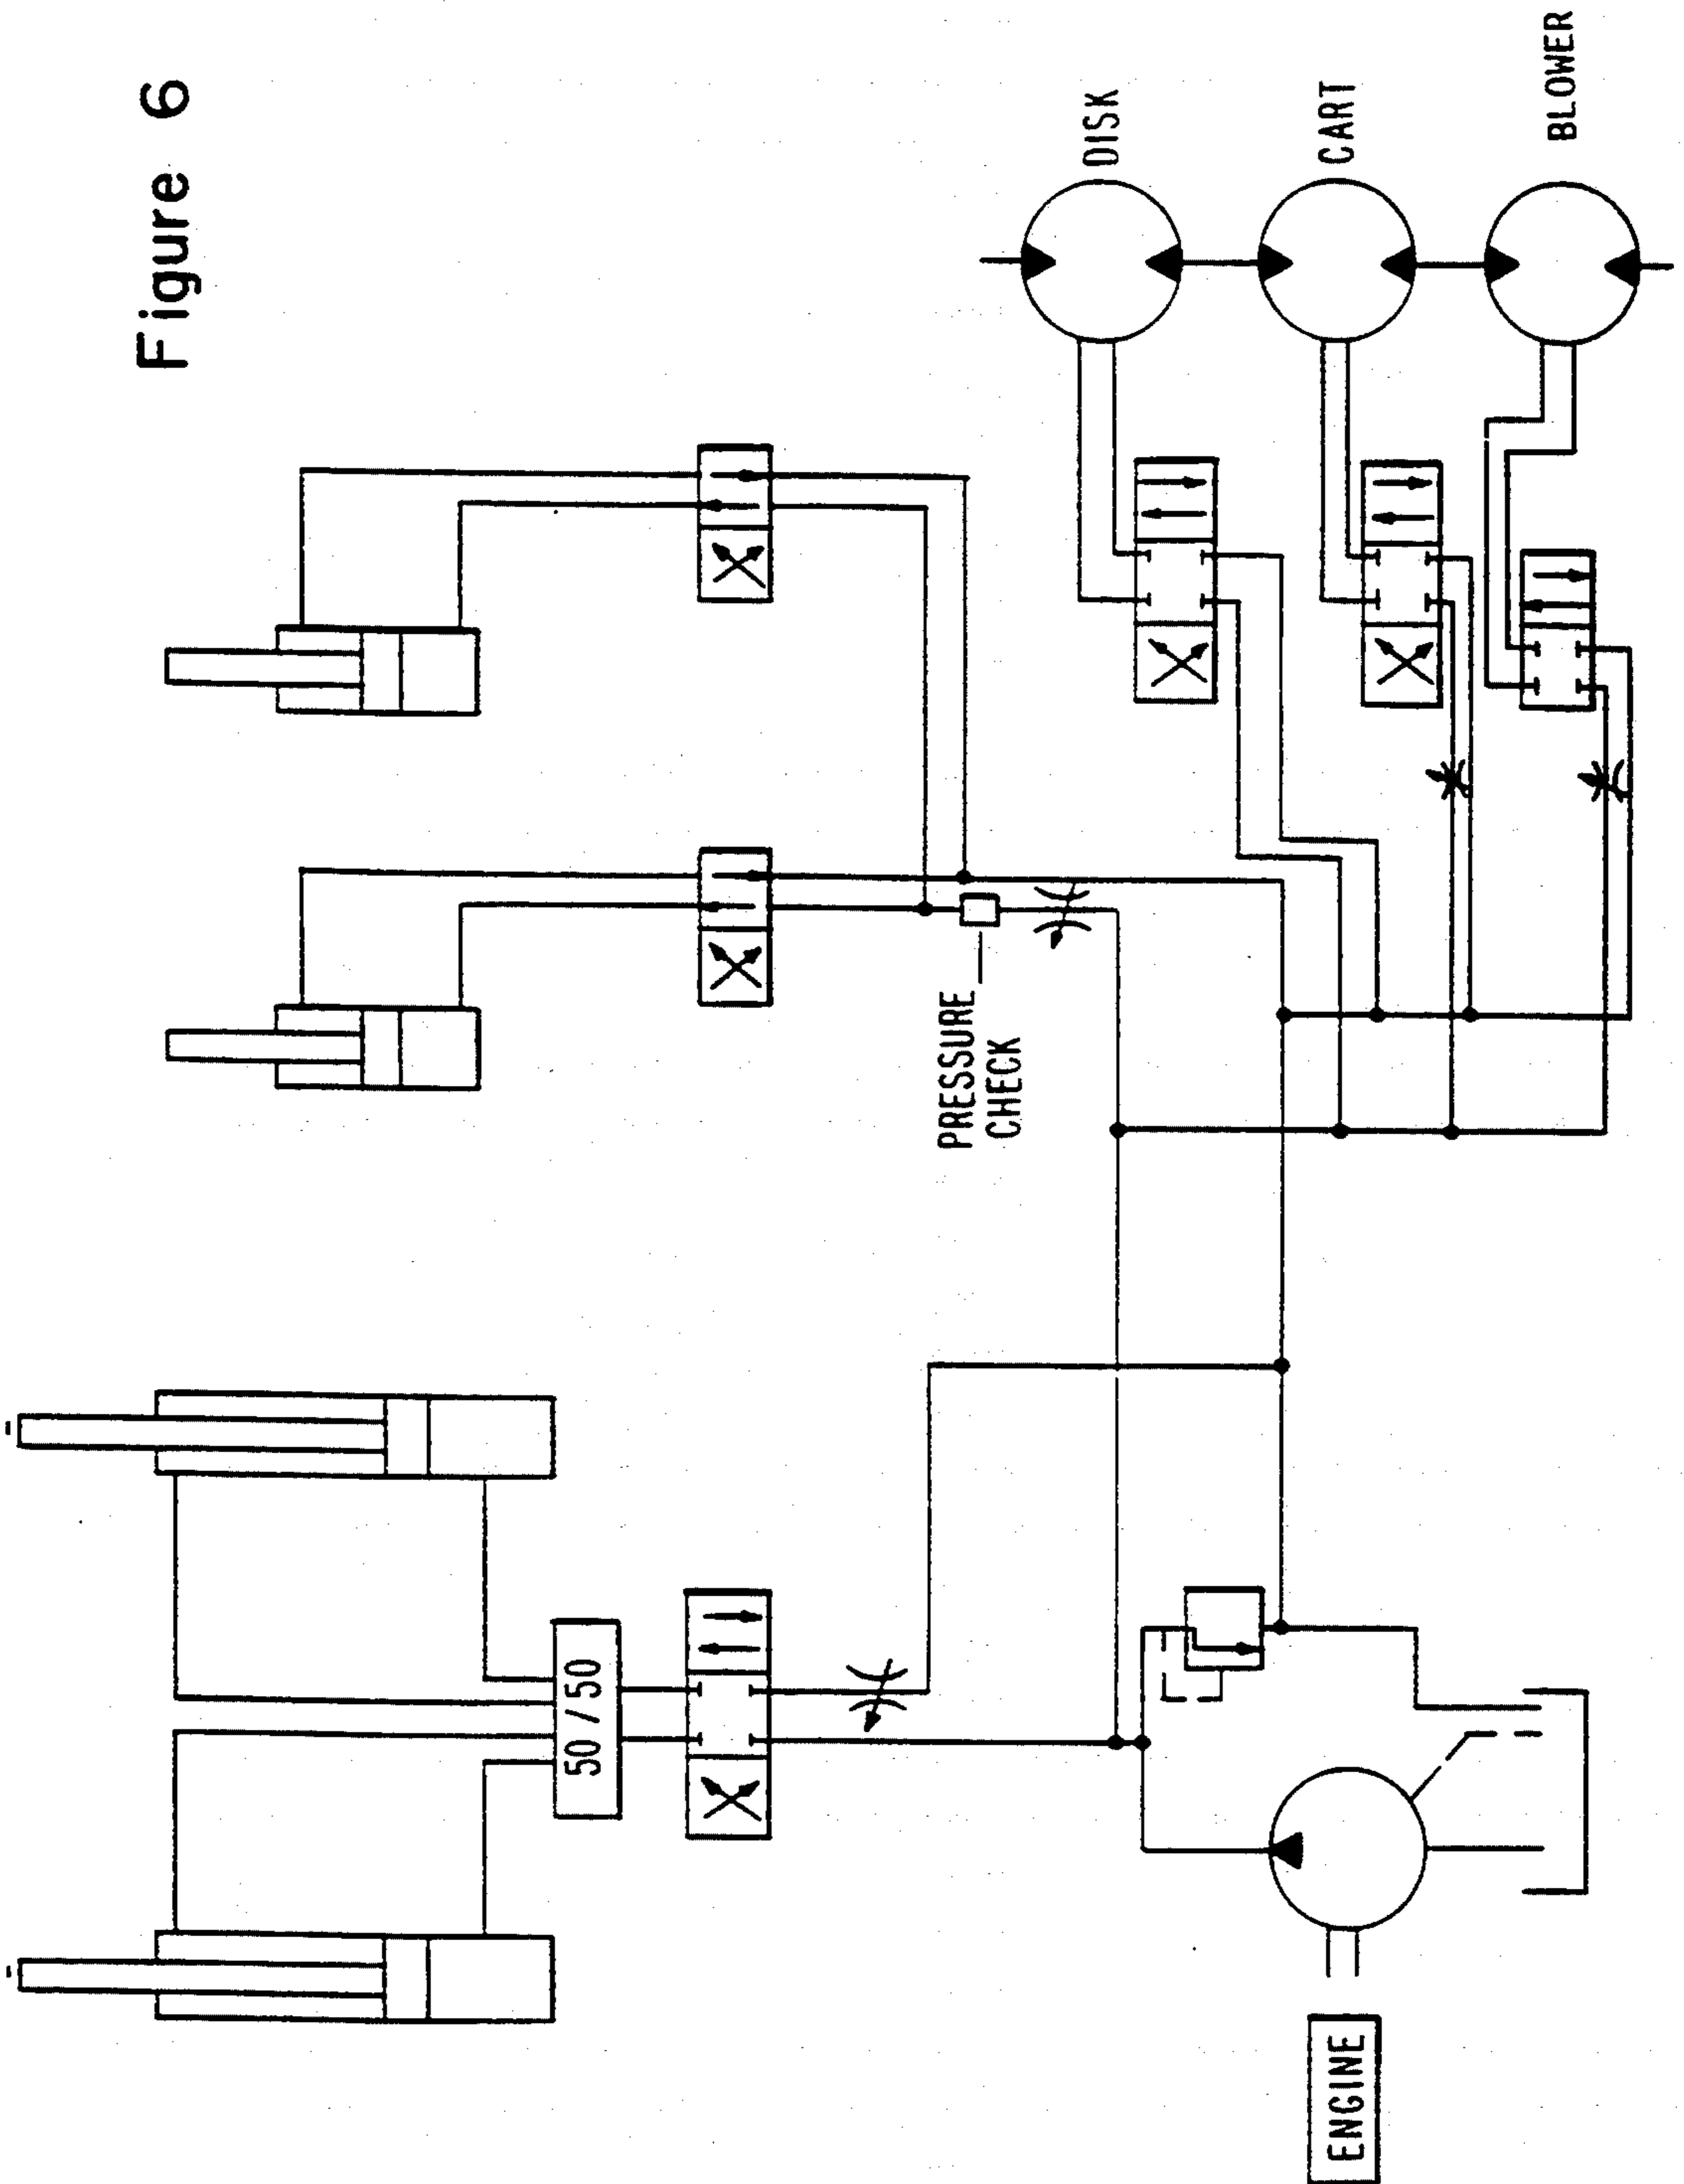 Figure 6
50 / 50
PRESSURE
CHECK
DISK
CART
BLOWER
ENGINE